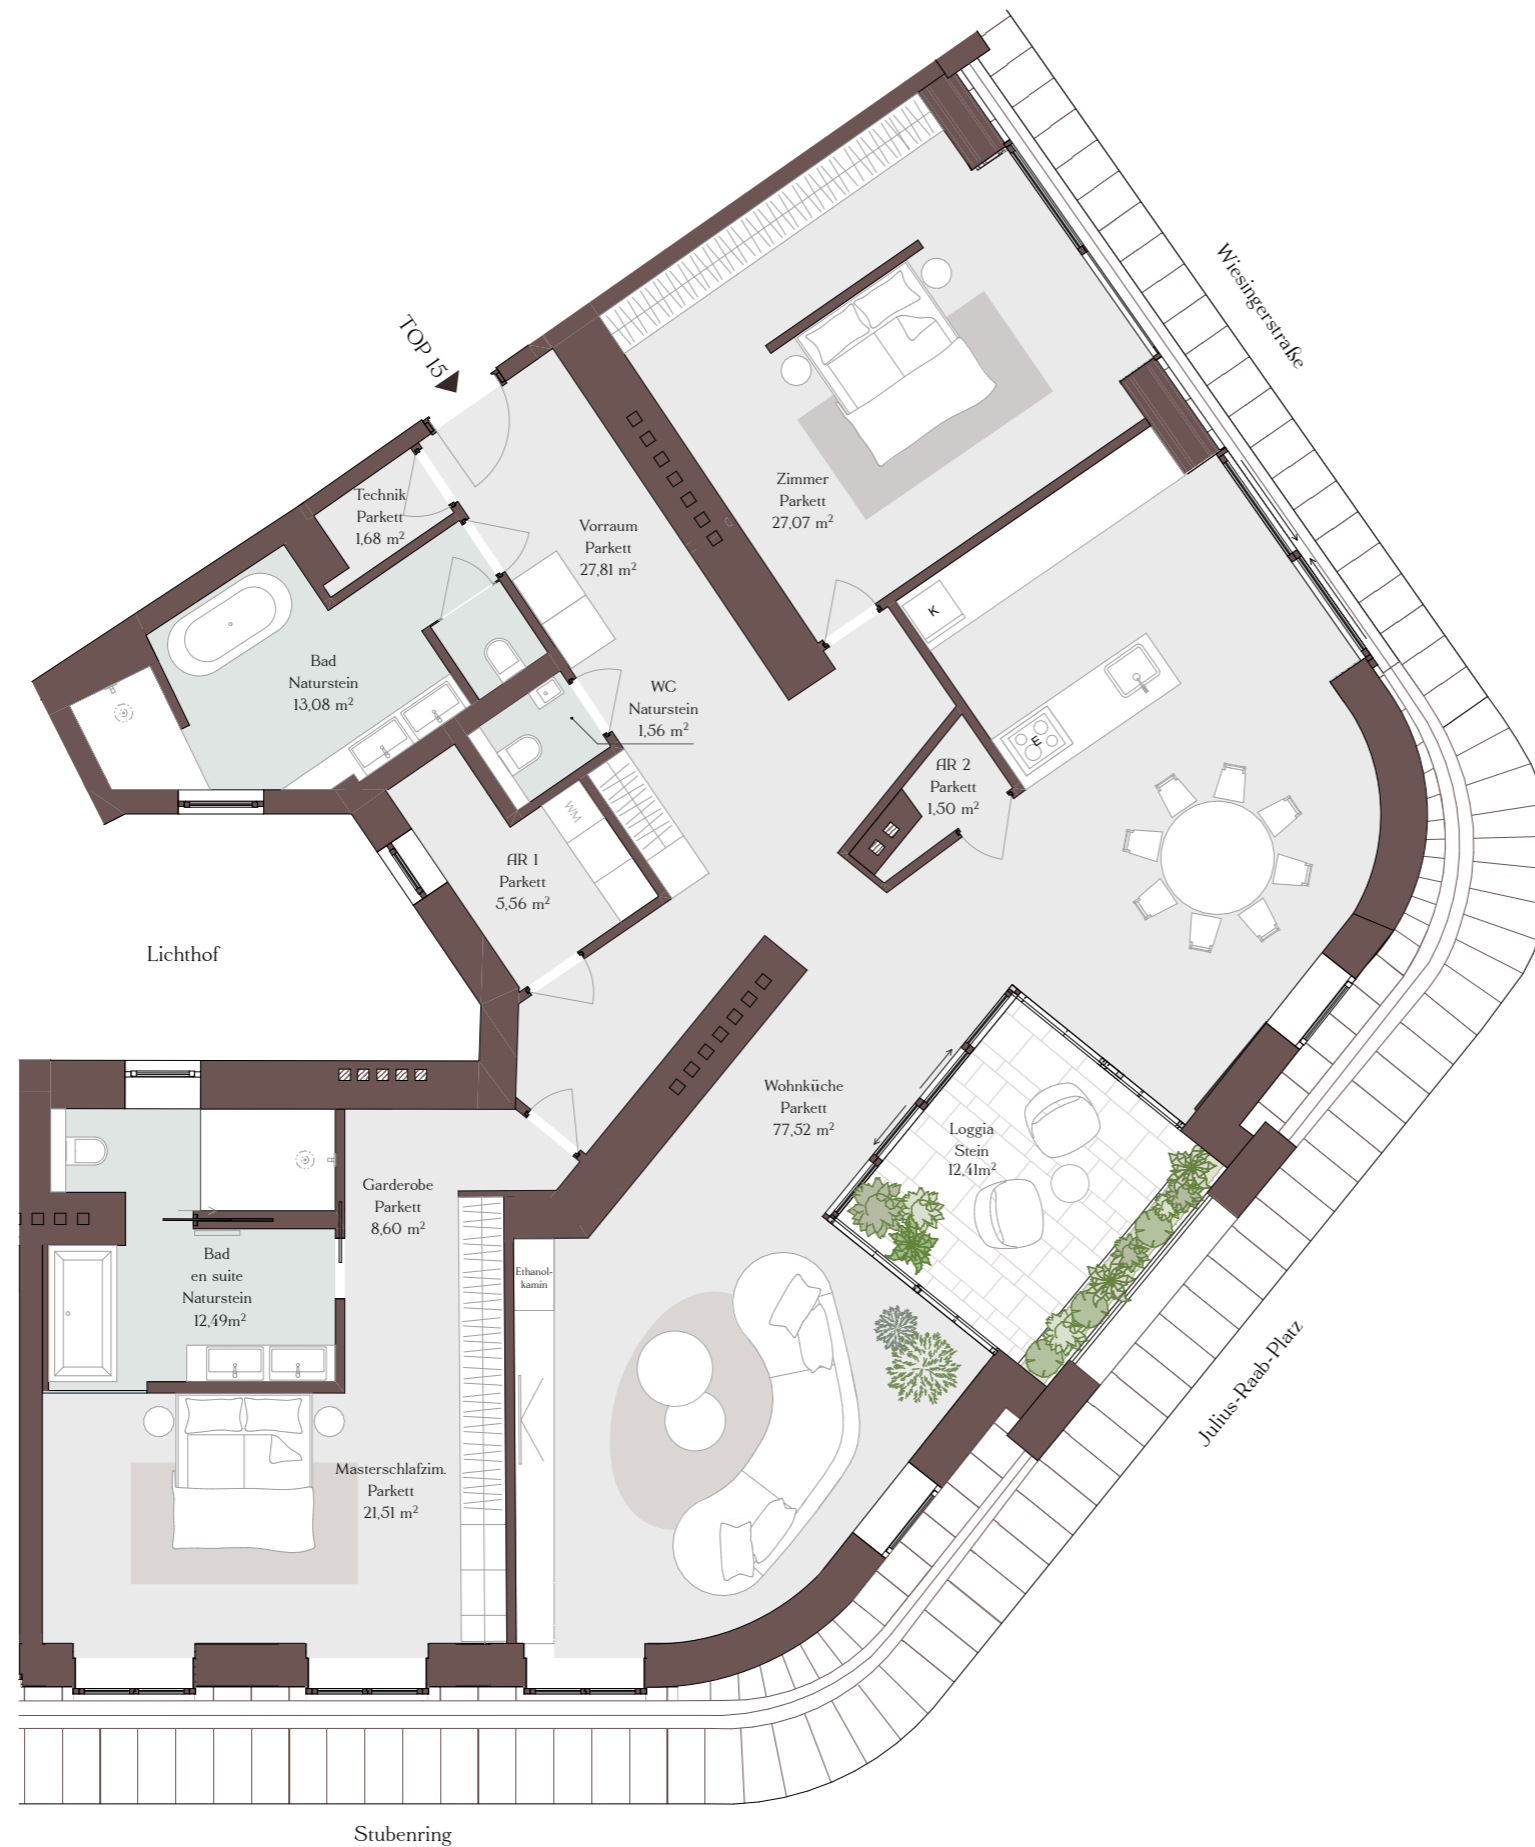 Wiesingerstraße
TOP 15
Technik
Parkett
1,68 m²
Zimmer
Parkett
27,07 m²
Vorraum
Parkett
27,81 m²
K
Bad
Naturstein
13,08 m²
WC
Naturstein
1,56 m²
E
AR 2
Parkett
1,50 m²
WM
AR 1
Parkett
5,56 m²
Lichthof
Wohnküche
Parkett
77,52 m²
Loggia
Stein
12,41m²
Garderobe
Parkett
8,60 m²
Bad
en suite
Naturstein
12,49m²
Ethanol-
kamin
Julius-Raab-Platz
Masterschlafzim.
Parkett
21,51 m²
Stubenring